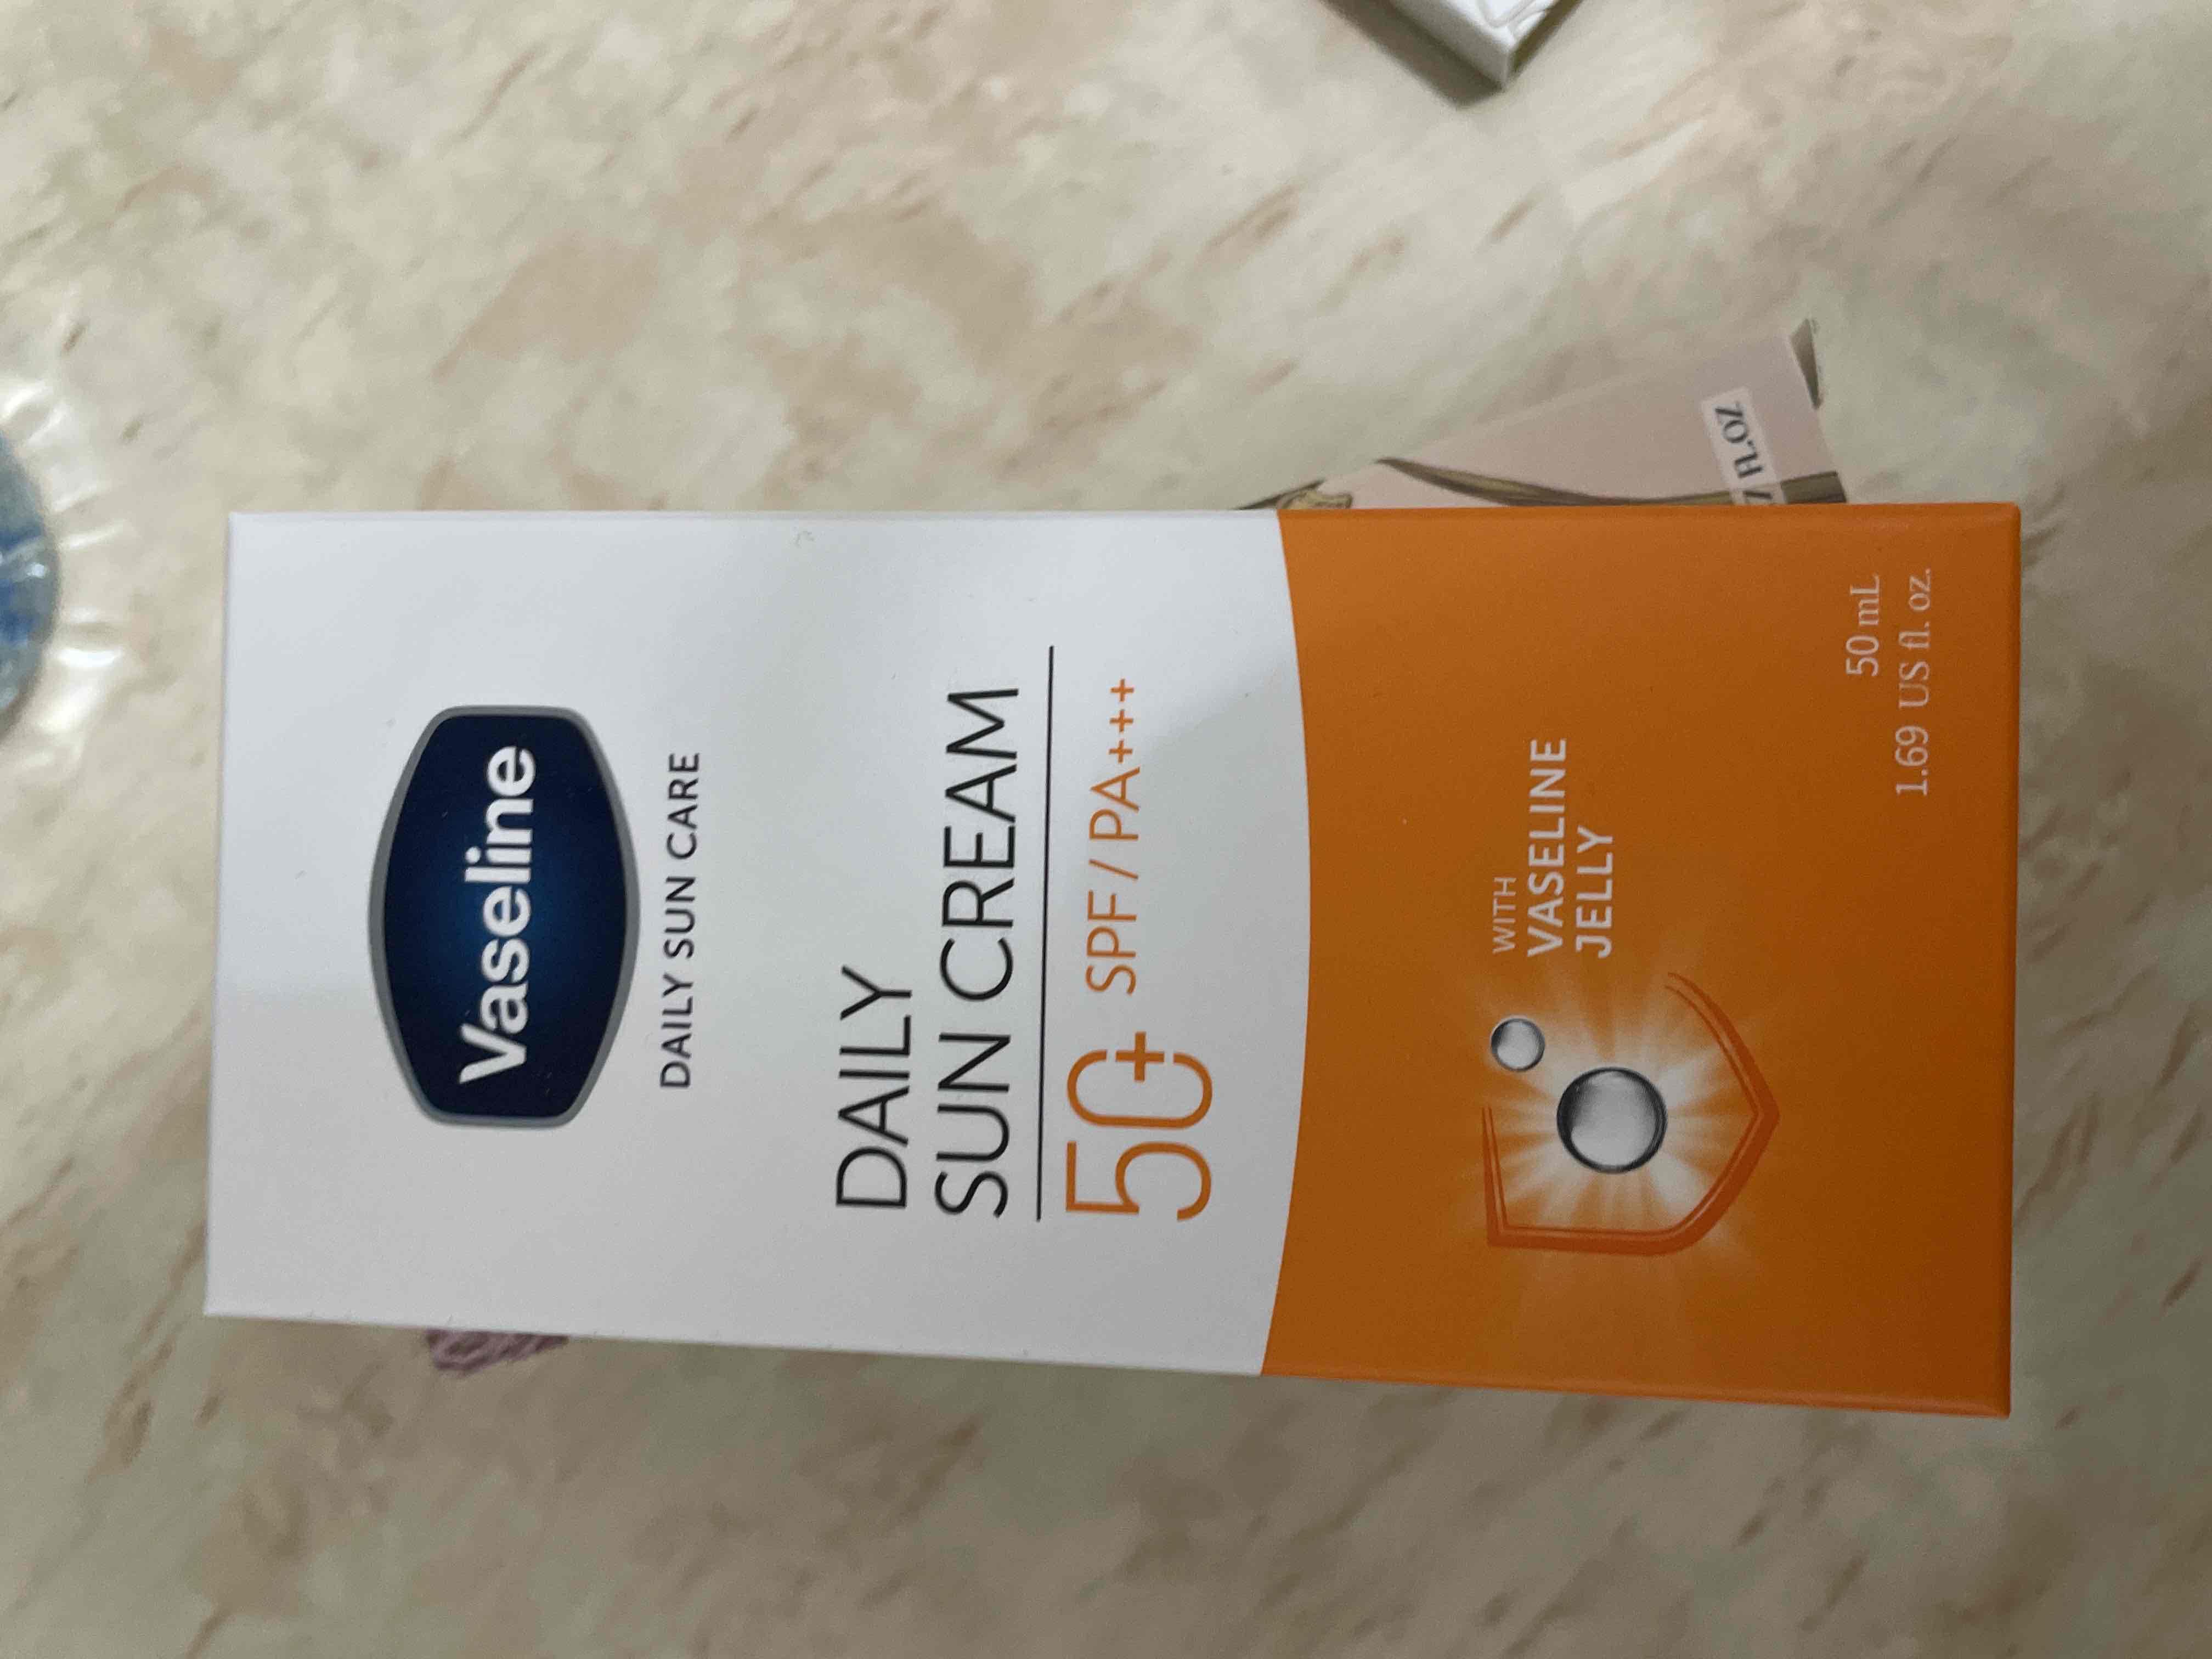 Vaseline
DAILY SUN CARE
DAILY
SUN CREAM
50+ SPF / PA+++
WITH
VASELINE
JELLY
50 mL
1.69 US fl. oz.
7 FL.OZ